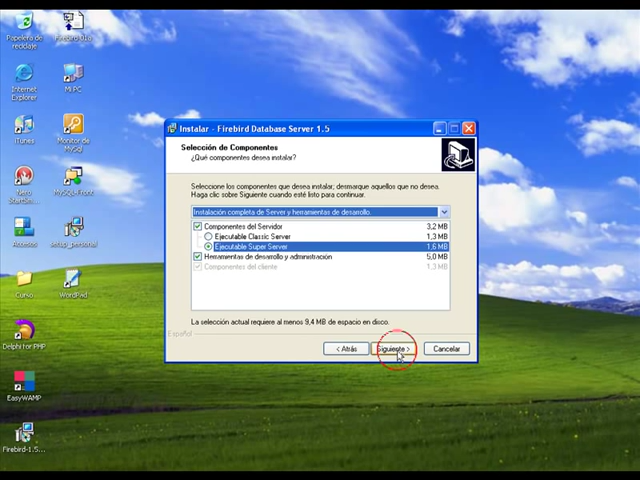 Papelera de
reciclaje
Internet
Explorer
Mi PC
iTunes
Monitor de
MySql
Nero
StartSm...
MySQL-Front
Accesos
setup_personal
Curso
WordPad
Delphi for PHP
EasyWAMP
Firebird-1.5...
Instalar - Firebird Database Server 1.5
Selección de Componentes
¿Qué componentes desea instalar?
Seleccione los componentes que desea instalar; desmarque aquellos que no desea.
Haga clic sobre Siguiente cuando esté listo para continuar.
Instalación completa de Server y herramientas de desarrollo.
Componentes del Servidor 3,2 MB
Ejecutable Classic Server 1,3 MB
Ejecutable Super Server 1,6 MB
Herramientas de desarrollo y administración 5,0 MB
Componentes del cliente 1,3 MB
La selección actual requiere al menos 9,4 MB de espacio en disco.
Español
< Atrás Siguiente > Cancelar